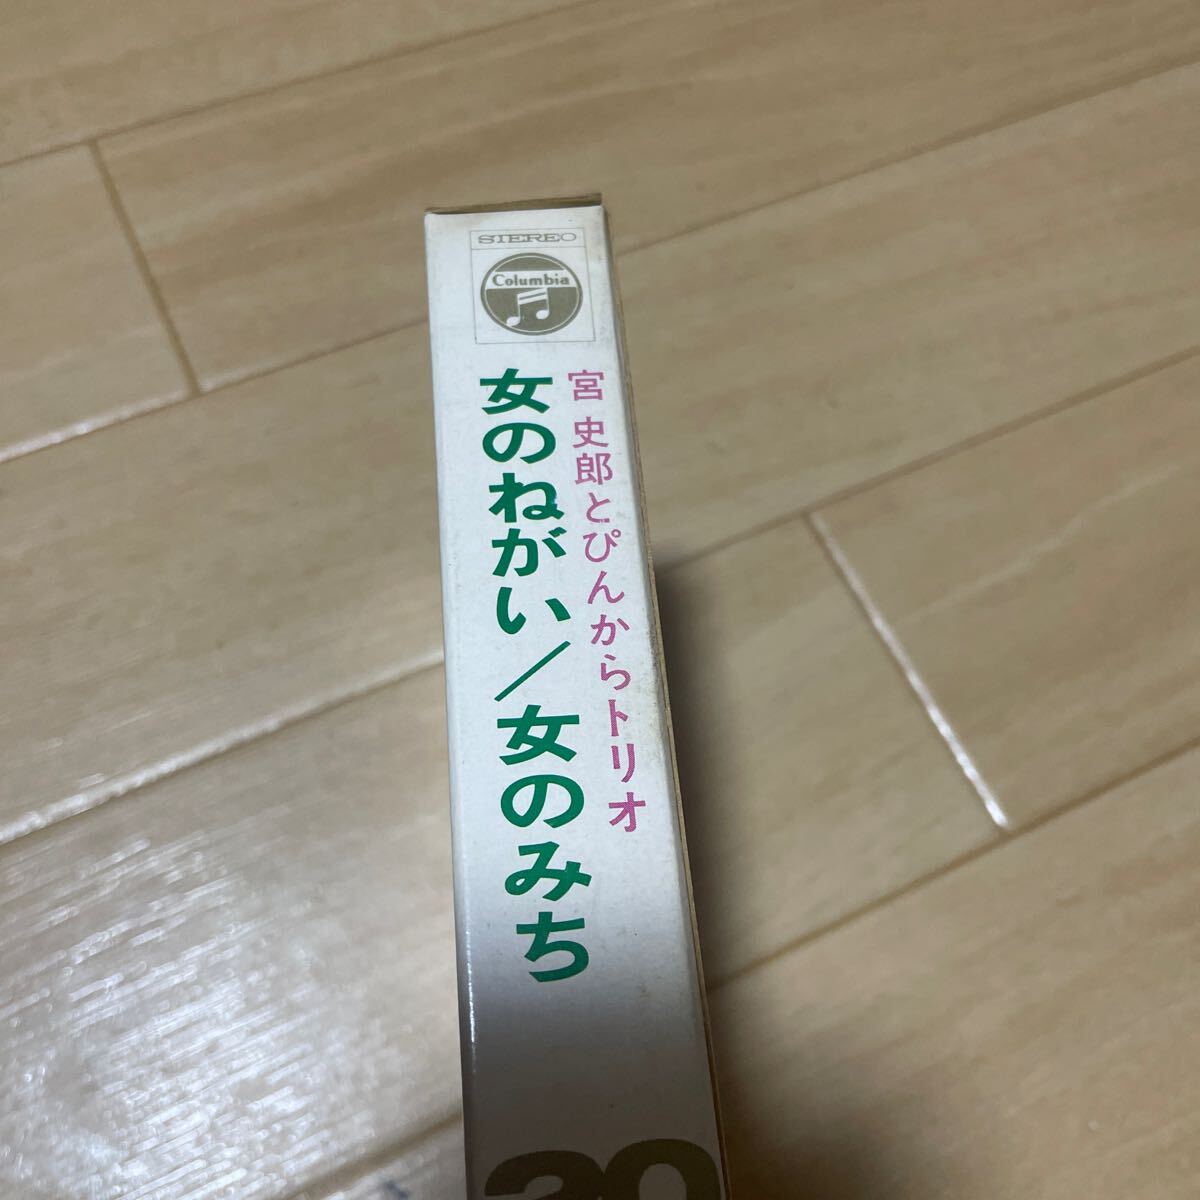 STEREO
Columbia
宮 史郎とぴんからトリオ
女のねがい/女のみち
20